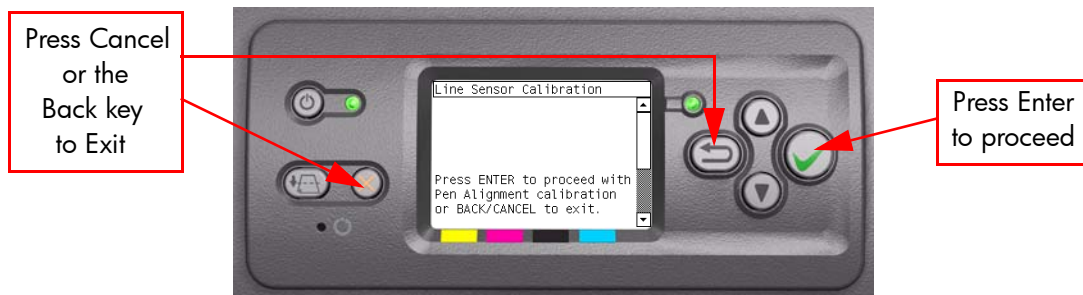 Press Cancel
or the
Back key
to Exit
Line Sensor Calibration
Press ENTER to proceed with
Pen Alignment calibration
or BACK/CANCEL to exit.
Press Enter
to proceed